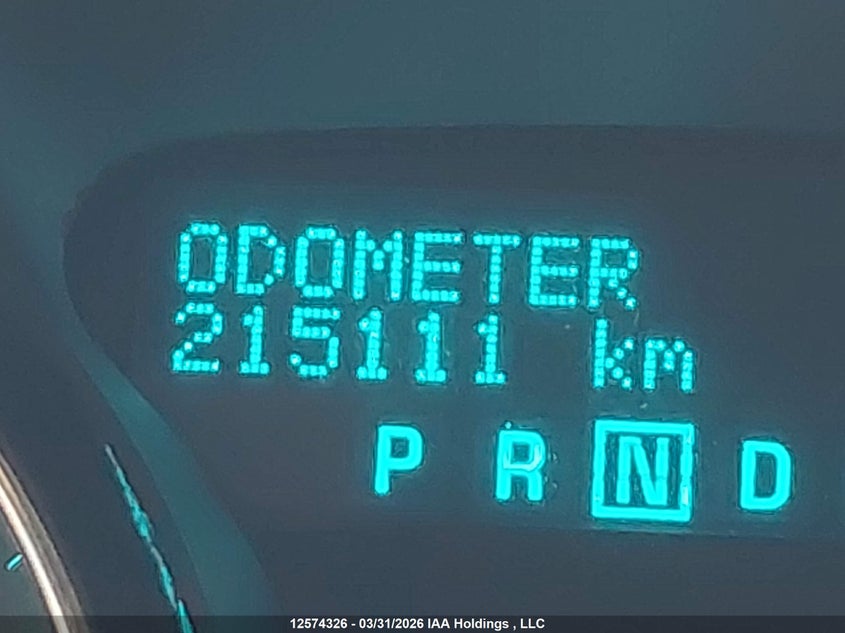 ODOMETER
215111 km
P R N D
12574326 - 03/31/2026 IAA Holdings , LLC